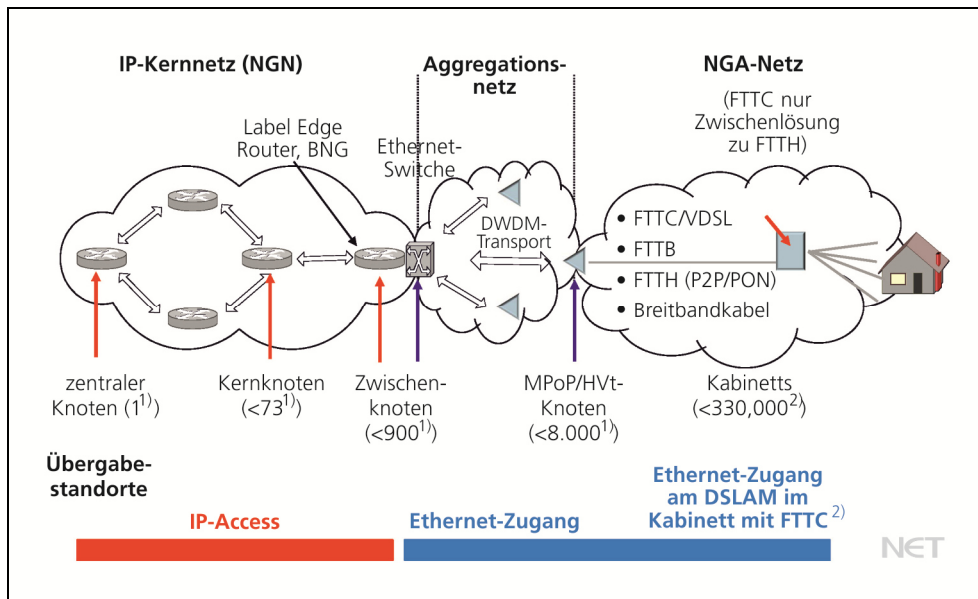 IP-Kernnetz (NGN)
Aggregations-
netz
NGA-Netz
(FTTC nur
Zwischenlösung
zu FTTH)
Label Edge
Router, BNG
Ethernet-
Switche
DWDM-
Transport
• FTTC/VDSL
• FTTB
• FTTH (P2P/PON)
• Breitbandkabel
zentraler
Knoten (1¹⁾)
Kernknoten
(<73¹⁾)
Zwischen-
knoten
(<900¹⁾)
MPoP/HVt-
Knoten
(<8.000¹⁾)
Kabinetts
(<330,000²⁾)
Übergabe-
standorte
IP-Access
Ethernet-Zugang
Ethernet-Zugang
am DSLAM im
Kabinett mit FTTC²⁾
NET